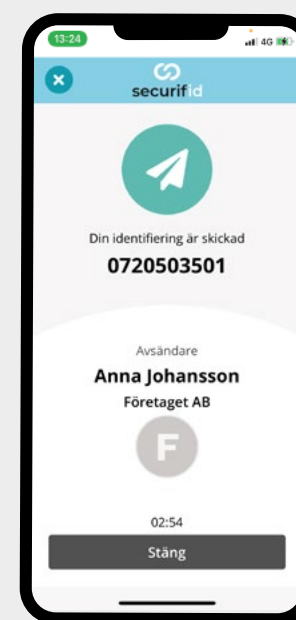 13:24
4G
securifid
Din identifiering är skickad
0720503501
Avsändare
Anna Johansson
Företaget AB
F
02:54
Stäng